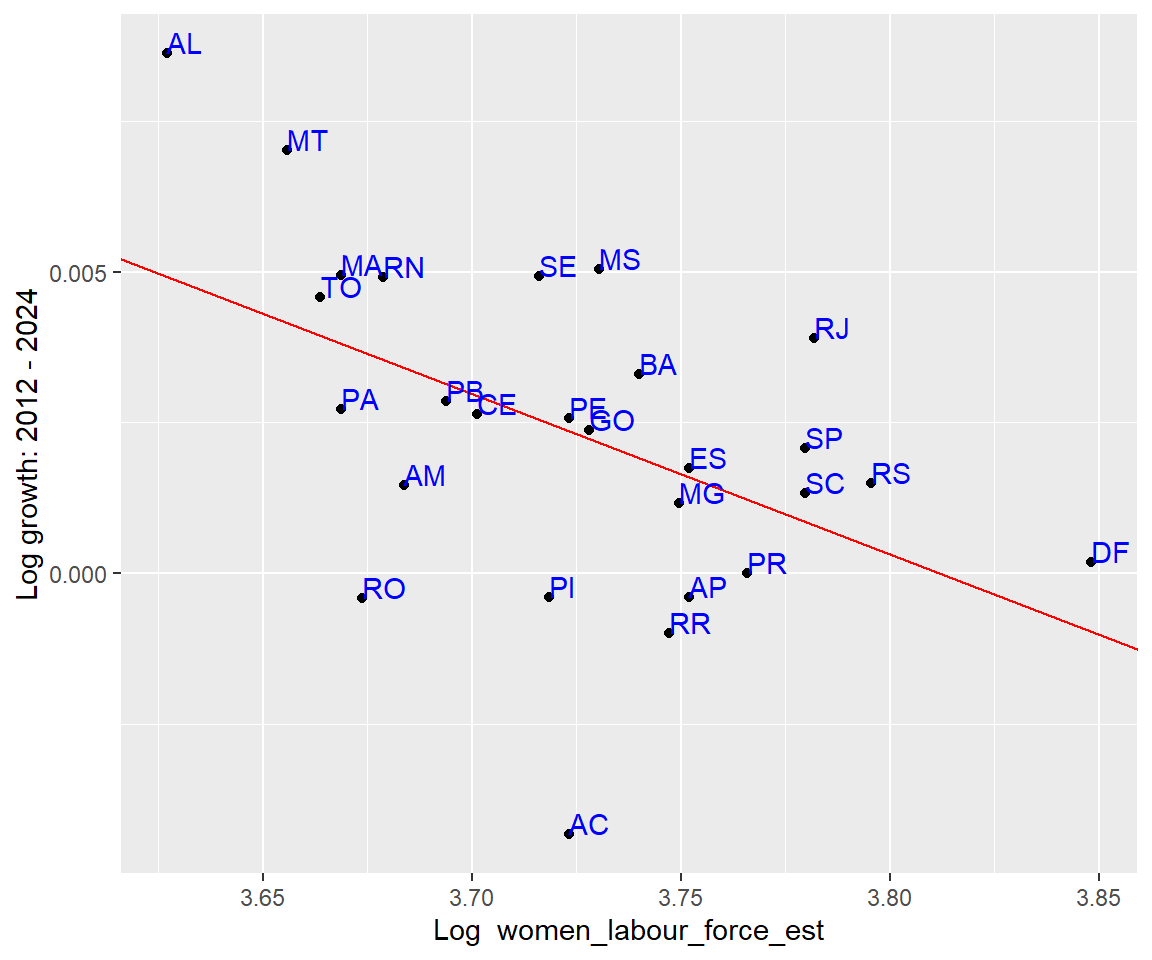 AL
MT
MA
RN
SE
MS
0.005
TO
RJ
BA
PA
PB
CE
PE
GO
SP
ES
RS
AM
SC
MG
PR
DF
0.000
RO
PI
AP
RR
AC
Log growth: 2012 - 2024
3.65
3.70
3.75
3.80
3.85
Log  women_labour_force_est